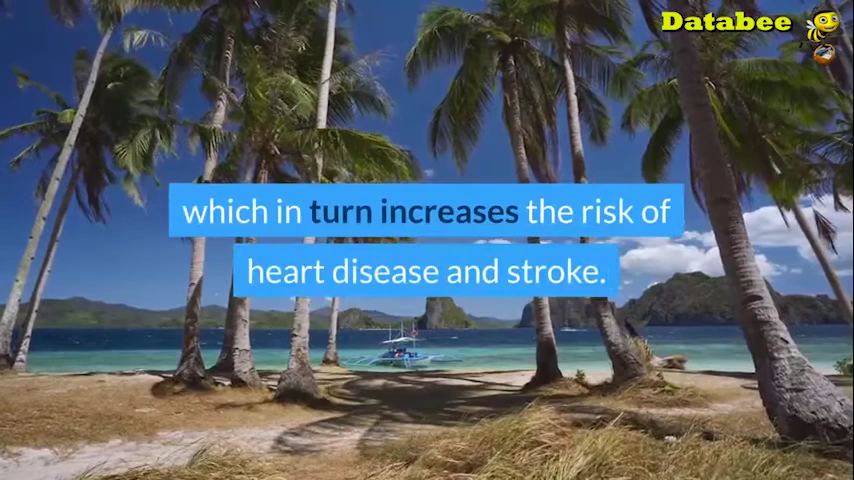 Databee
which in turn increases the risk of
heart disease and stroke.